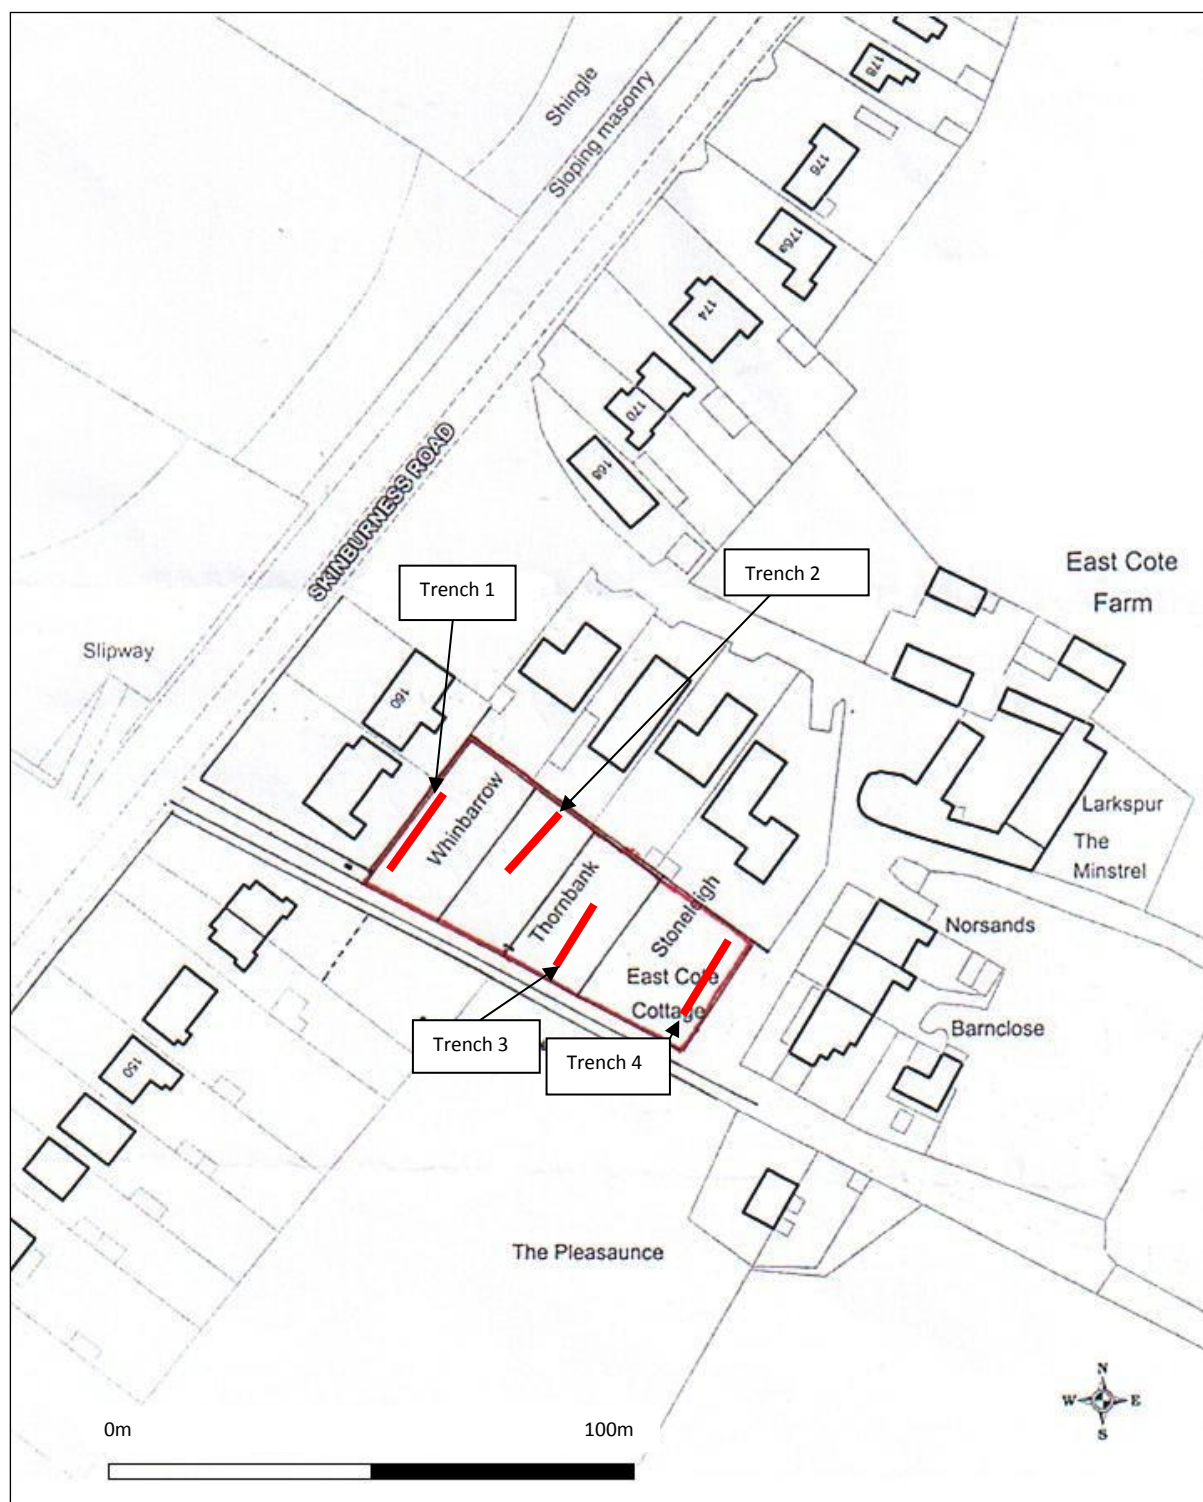 178
Shingle
Sloping masonry
176
176a
174
170
168
SKINBURNESS ROAD
East Cote
Farm
Trench 2
Trench 1
Slipway
160
Whinbarrow
Larkspur
The
Minstrel
Thornbank
Stoneleigh
Norsands
East Cote
Cottage
Barnclose
Trench 3
Trench 4
150
The Pleasaunce
N
W
E
S
0m
100m